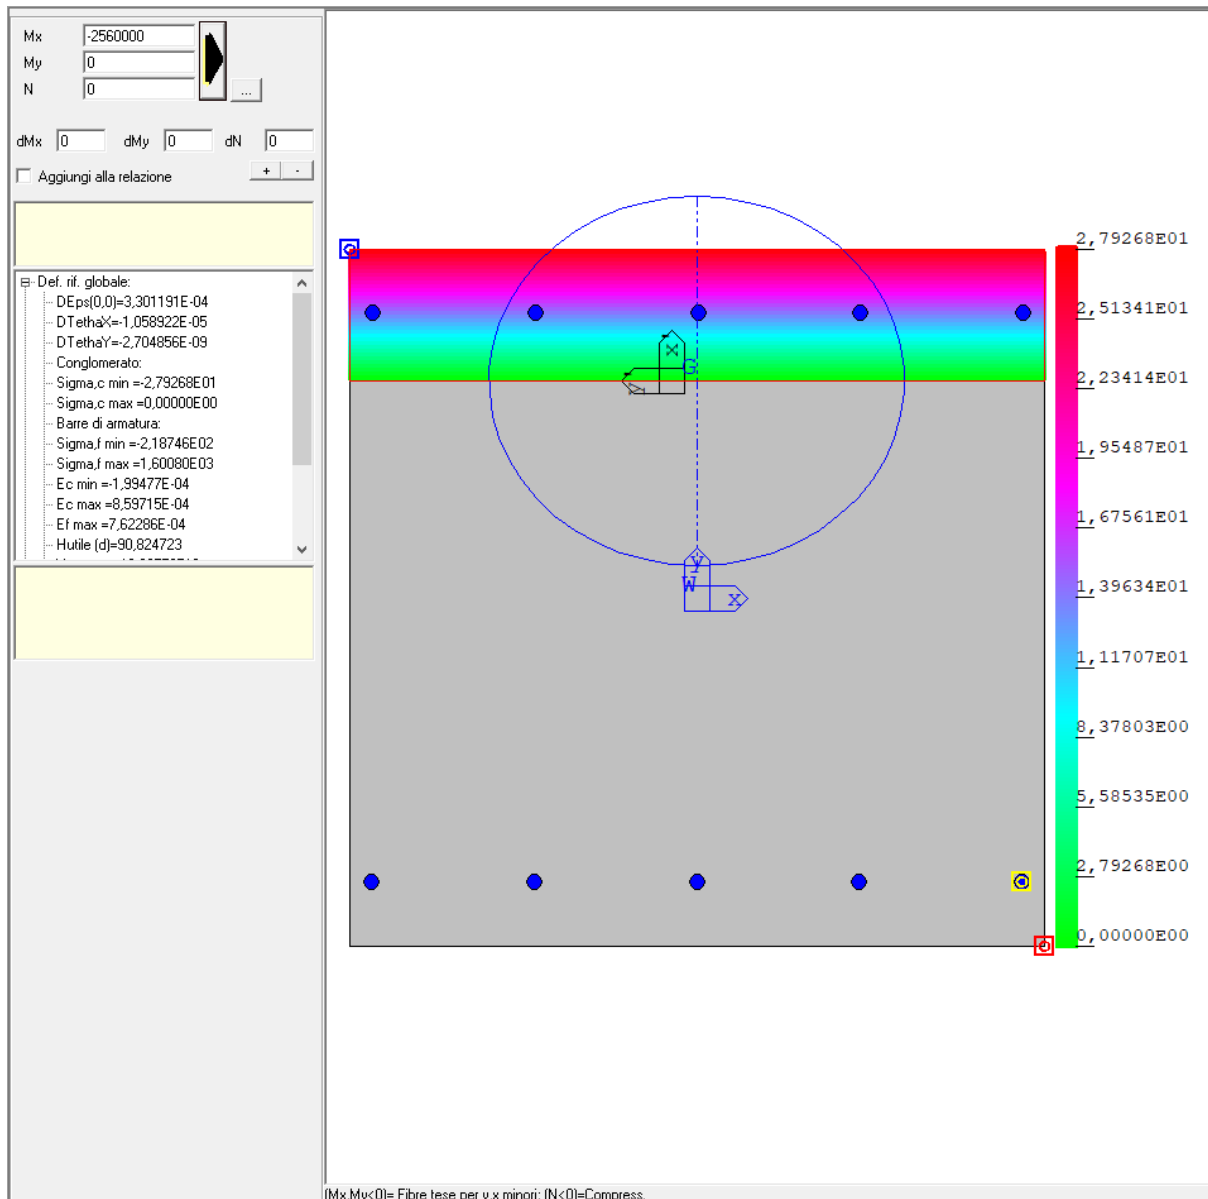 Mx -2560000
My 0
N 0
...
dMx 0 dMy 0 dN 0
+ -
Aggiungi alla relazione
Def. rif. globale:
DEps(0,0)=3,301191E-04
DTethaX=-1,058922E-05
DTethaY=-2,704856E-09
Conglomerato:
Sigma,c min =-2,79268E01
Sigma,c max =0,00000E00
Barre di armatura:
Sigma,f min =-2,18746E02
Sigma,f max =1,60080E03
Ec min =-1,99477E-04
Ec max =8,59715E-04
Ef max =7,62286E-04
Hutile (d)=90,824723
x
G
y
y
W
x
2,79268E01
2,51341E01
2,23414E01
1,95487E01
1,67561E01
1,39634E01
1,11707E01
8,37803E00
5,58535E00
2,79268E00
0,00000E00
(Mx,My<0)= Fibre tese per y,x minori; (N<0)=Compress.